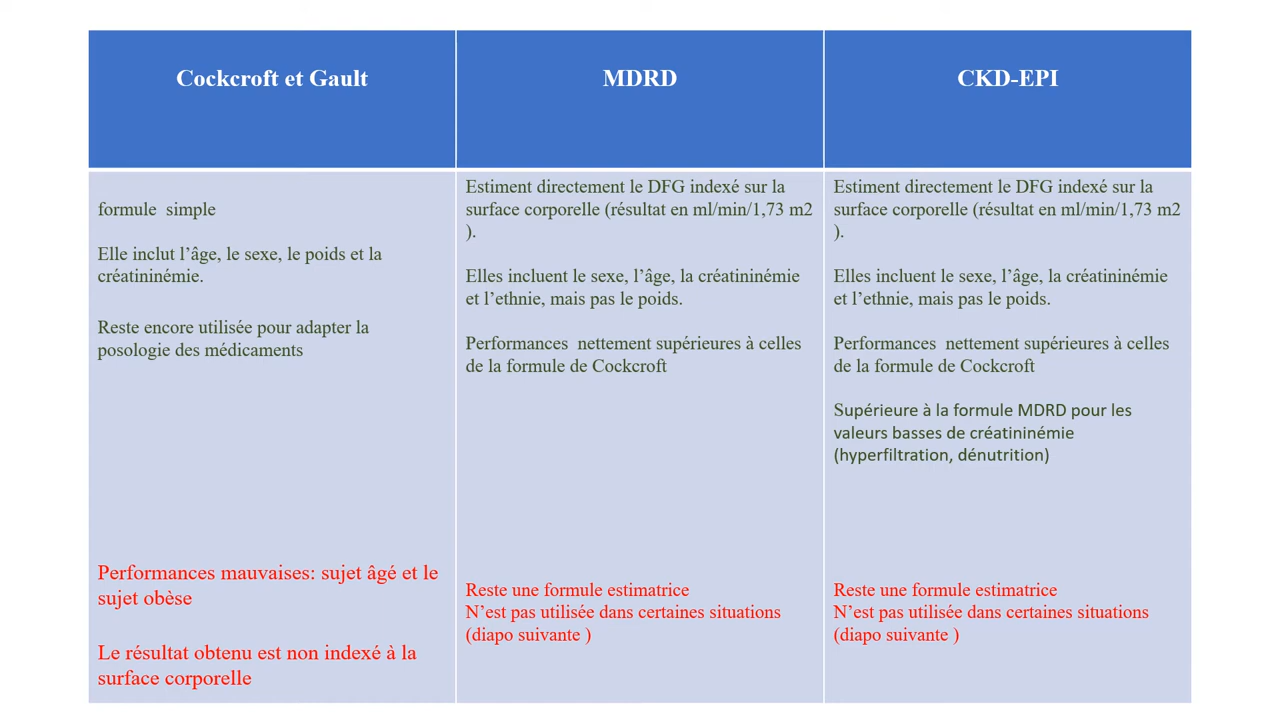 Cockcroft et Gault
MDRD
CKD-EPI
formule  simple
Elle inclut l’âge, le sexe, le poids et la
créatininémie.
Reste encore utilisée pour adapter la
posologie des médicaments
Performances mauvaises: sujet âgé et le
sujet obèse
Le résultat obtenu est non indexé à la
surface corporelle
Estiment directement le DFG indexé sur la
surface corporelle (résultat en ml/min/1,73 m2
).
Elles incluent le sexe, l’âge, la créatininémie
et l’ethnie, mais pas le poids.
Performances  nettement supérieures à celles
de la formule de Cockcroft
Reste une formule estimatrice
N’est pas utilisée dans certaines situations
(diapo suivante )
Estiment directement le DFG indexé sur la
surface corporelle (résultat en ml/min/1,73 m2
).
Elles incluent le sexe, l’âge, la créatininémie
et l’ethnie, mais pas le poids.
Performances  nettement supérieures à celles
de la formule de Cockcroft
Supérieure à la formule MDRD pour les
valeurs basses de créatininémie
(hyperfiltration, dénutrition)
Reste une formule estimatrice
N’est pas utilisée dans certaines situations
(diapo suivante )